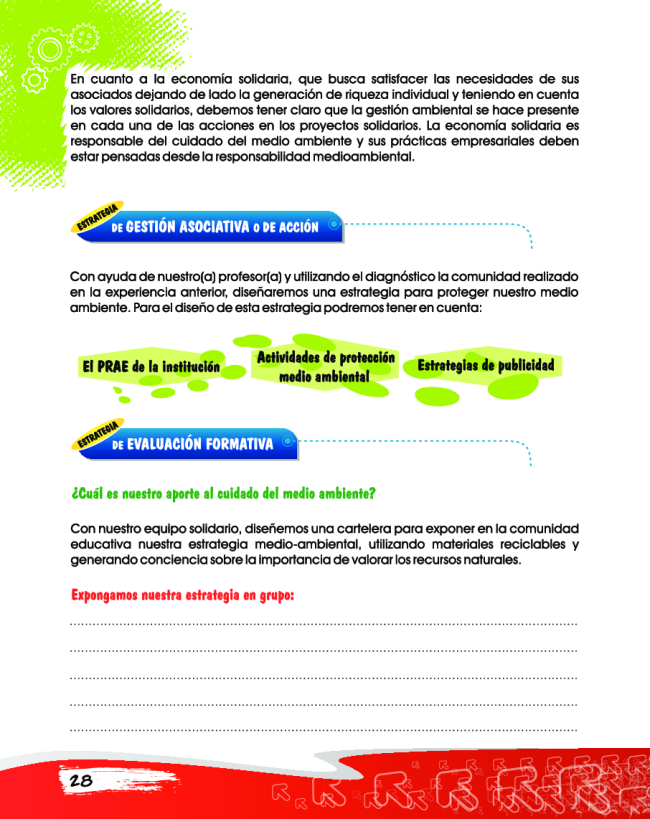 En cuanto a la economía solidaria, que busca satisfacer las necesidades de sus
asociados dejando de lado la generación de riqueza individual y teniendo en cuenta
los valores solidarios, debemos tener claro que la gestión ambiental se hace presente
en cada una de las acciones en los proyectos solidarios. La economía solidaria es
responsable del cuidado del medio ambiente y sus prácticas empresariales deben
estar pensadas desde la responsabilidad medioambiental.
ESTRATEGIA
DE GESTIÓN ASOCIATIVA O DE ACCIÓN
Con ayuda de nuestro(a) profesor(a) y utilizando el diagnóstico la comunidad realizado
en la experiencia anterior, diseñaremos una estrategia para proteger nuestro medio
ambiente. Para el diseño de esta estrategia podremos tener en cuenta:
El PRAE de la institución
Actividades de protección
medio ambiental
Estrategias de publicidad
ESTRATEGIA
DE EVALUACIÓN FORMATIVA
¿Cuál es nuestro aporte al cuidado del medio ambiente?
Con nuestro equipo solidario, diseñemos una cartelera para exponer en la comunidad
educativa nuestra estrategia medio-ambiental, utilizando materiales reciclables y
generando conciencia sobre la importancia de valorar los recursos naturales.
Expongamos nuestra estrategia en grupo:
28